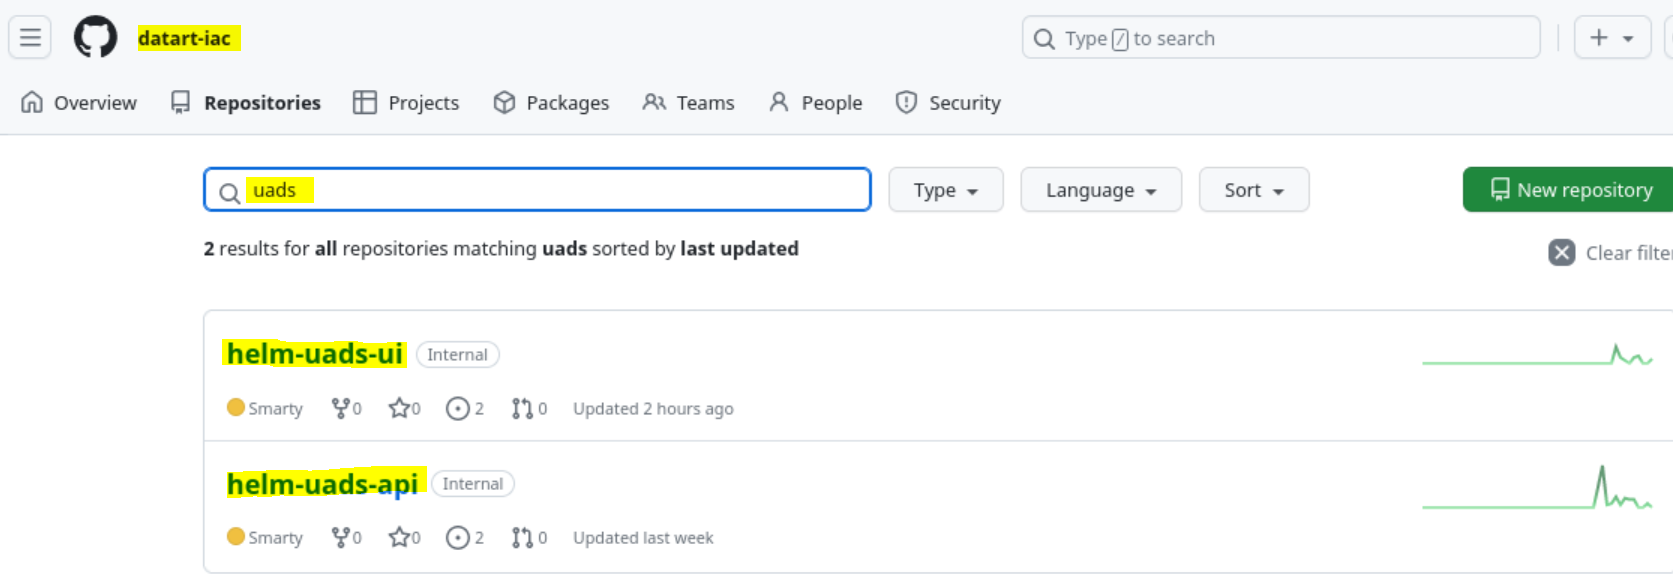 datart-iac
Type / to search
Overview Repositories Projects Packages Teams People Security
uads Type Language Sort New repository
2 results for all repositories matching uads sorted by last updated
Clear filte
helm-uads-ui Internal
Smarty 0 0 2 0 Updated 2 hours ago
helm-uads-api Internal
Smarty 0 0 2 0 Updated last week